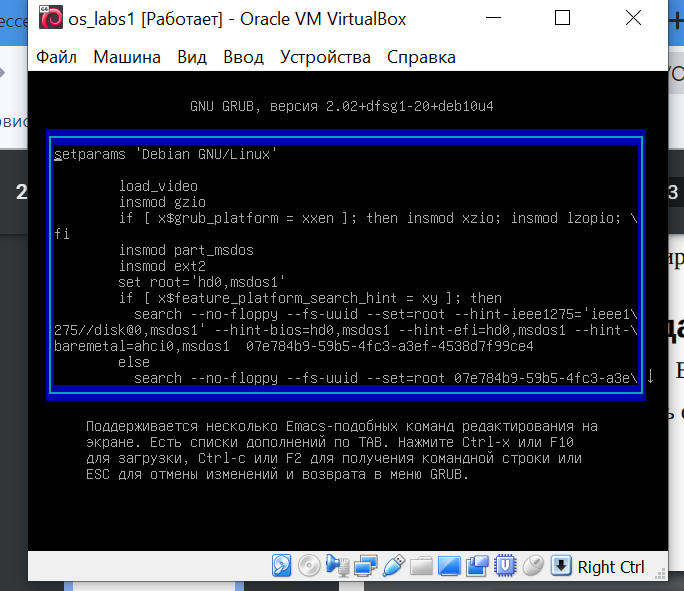 os_labs1 [Работает] - Oracle VM VirtualBox
Файл Машина Вид Ввод Устройства Справка
GNU GRUB, версия 2.02+dfsg1-20+deb10u4
setparams 'Debian GNU/Linux'
load_video
insmod gzio
if [ x$grub_platform = xxen ]; then insmod xzio; insmod lzopio; \
fi
insmod part_msdos
insmod ext2
set root='hd0,msdos1'
if [ x$feature_platform_search_hint = xy ]; then
search --no-floppy --fs-uuid --set=root --hint-ieee1275='ieee1\
275//disk@0,msdos1' --hint-bios=hd0,msdos1 --hint-efi=hd0,msdos1 --hint-\
baremetal=ahci0,msdos1  07e784b9-59b5-4fc3-a3ef-4538d7f99ce4
else
search --no-floppy --fs-uuid --set=root 07e784b9-59b5-4fc3-a3e\ ↓
Поддерживается несколько Emacs-подобных команд редактирования на
экране. Есть списки дополнений по TAB. Нажмите Ctrl-x или F10
для загрузки, Ctrl-c или F2 для получения командной строки или
ESC для отмены изменений и возврата в меню GRUB.
Right Ctrl